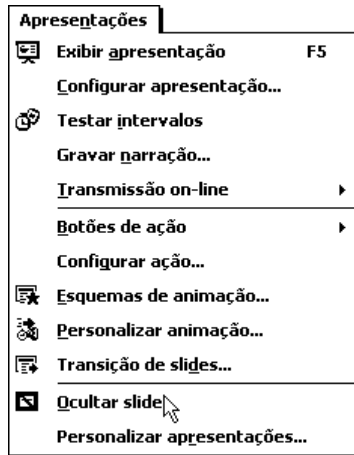 Apresentações
Exibir apresentação F5
Configurar apresentação...
Testar intervalos
Gravar narração...
Transmissão on-line
Botões de ação
Configurar ação...
Esquemas de animação...
Personalizar animação...
Transição de slides...
Ocultar slide
Personalizar apresentações...